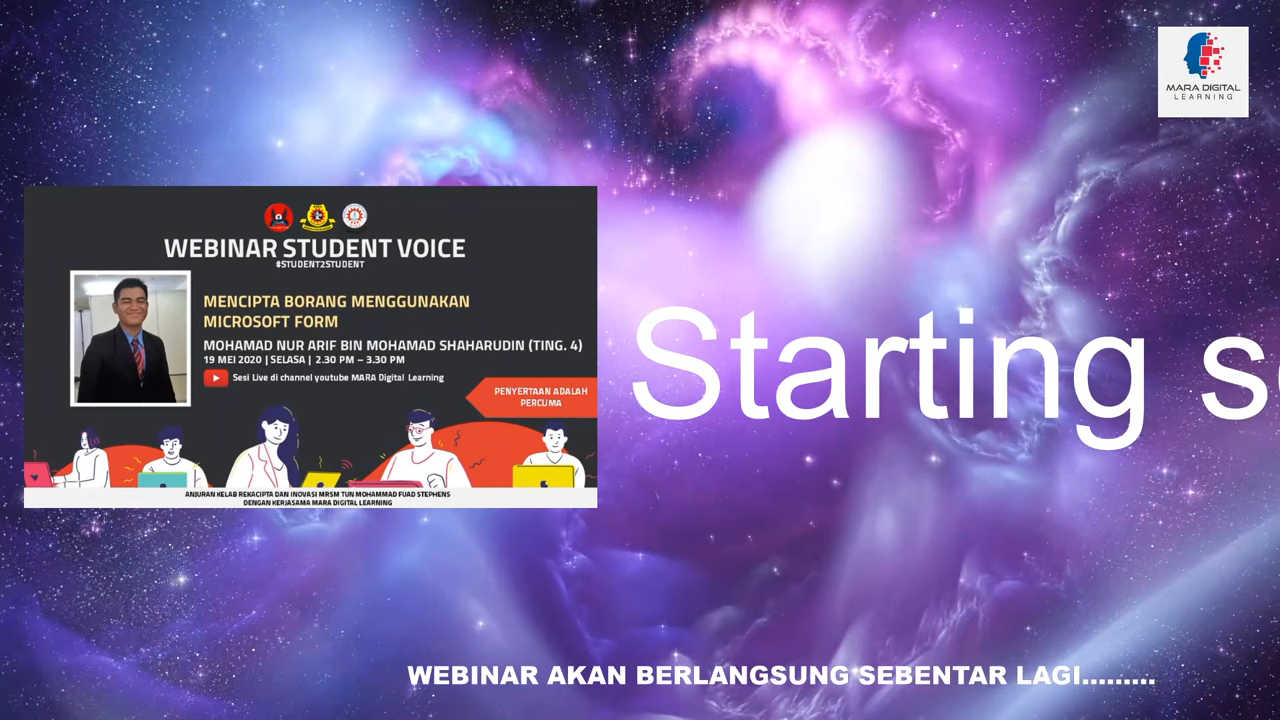 MARA DIGITAL
LEARNING
WEBINAR STUDENT VOICE
#STUDENT2STUDENT
MENCIPTA BORANG MENGGUNAKAN
MICROSOFT FORM
MOHAMAD NUR ARIF BIN MOHAMAD SHAHARUDIN (TING. 4)
19 MEI 2020 | SELASA | 2.30 PM – 3.30 PM
Sesi Live di channel youtube MARA Digital Learning
PENYERTAAN ADALAH
PERCUMA
ANJURAN KELAB REKACIPTA DAN INOVASI MRSM TUN MOHAMMAD FUAD STEPHENS
DENGAN KERJASAMA MARA DIGITAL LEARNING
Starting s
WEBINAR AKAN BERLANGSUNG SEBENTAR LAGI.........